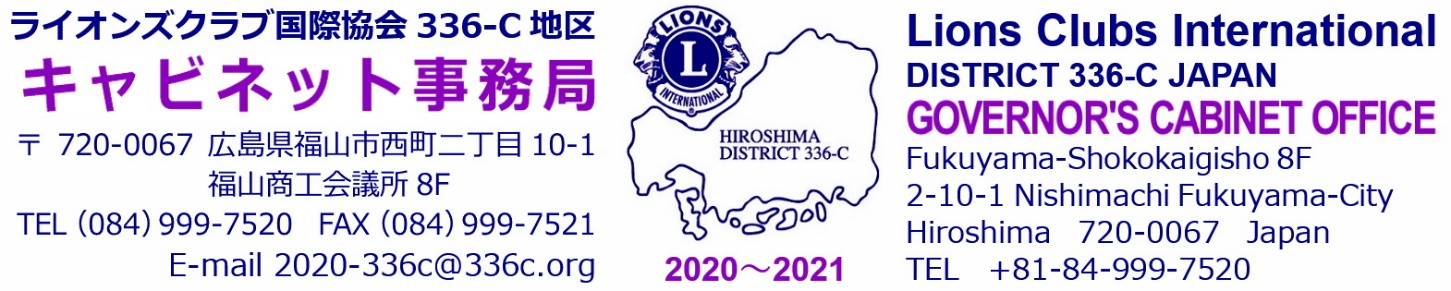 ライオンズクラブ国際協会 336-C 地区
キャビネット事務局
〒 720-0067 広島県福山市西町二丁目 10-1
福山商工会議所 8F
TEL（084）999-7520 FAX（084）999-7521
E-mail 2020-336c@336c.org
LIONS
L
INTERNATIONAL
HIROSHIMA
DISTRICT 336-C
2020～2021
Lions Clubs International
DISTRICT 336-C JAPAN
GOVERNOR'S CABINET OFFICE
Fukuyama-Shokokaigisho 8F
2-10-1 Nishimachi Fukuyama-City
Hiroshima 720-0067 Japan
TEL +81-84-999-7520